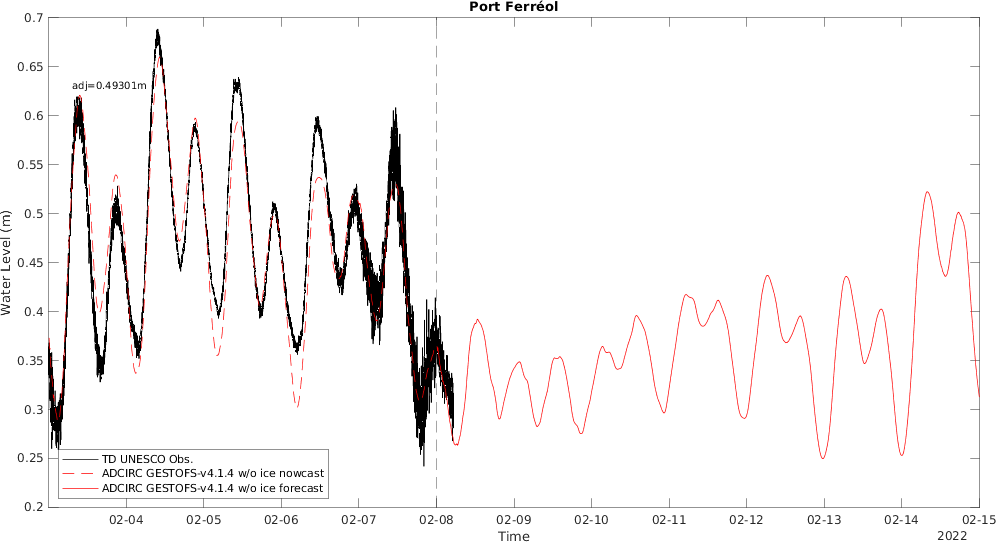 Port Ferréol
0.7
0.65
0.6
0.55
0.5
0.45
0.4
0.35
0.3
0.25
0.2
Water Level (m)
adj=0.49301m
TD UNESCO Obs.
ADCIRC GESTOFS-v4.1.4 w/o ice nowcast
ADCIRC GESTOFS-v4.1.4 w/o ice forecast
02-04 02-05 02-06 02-07 02-08 02-09 02-10 02-11 02-12 02-13 02-14 02-15
Time
2022